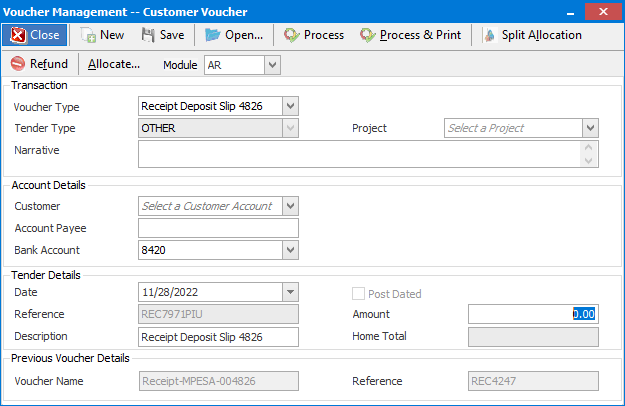 Voucher Management -- Customer Voucher
Close New Save Open... Process Process & Print Split Allocation
Refund Allocate... Module AR
Transaction
Voucher Type Receipt Deposit Slip 4826
Tender Type OTHER Project Select a Project
Narrative
Account Details
Customer Select a Customer Account
Account Payee
Bank Account 8420
Tender Details
Date 11/28/2022 Post Dated
Reference REC7971PIU Amount 0.00
Description Receipt Deposit Slip 4826 Home Total
Previous Voucher Details
Voucher Name Receipt-MPESA-004826 Reference REC4247